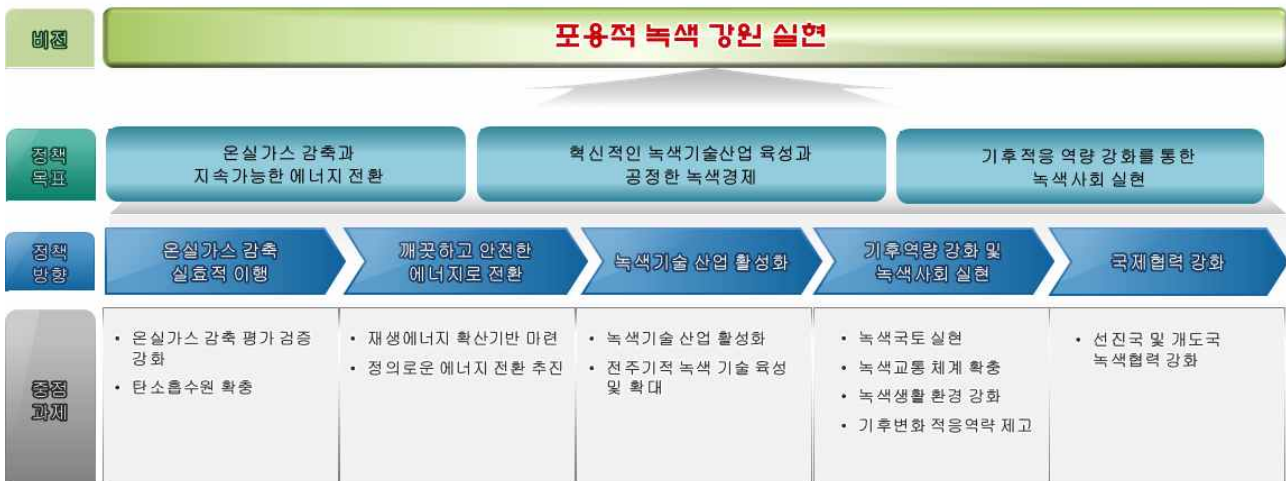 비전
포용적 녹색 강원 실현
정책
목표
온실가스 감축과
지속가능한 에너지 전환
혁신적인 녹색기술산업 육성과
공정한 녹색경제
기후적응 역량 강화를 통한
녹색사회 실현
정책
방향
온실가스 감축
실효적 이행
깨끗하고 안전한
에너지로 전환
녹색기술 산업 활성화
기후역량 강화 및
녹색사회 실현
국제협력 강화
중점
과제
• 온실가스 감축 평가 검증
강화
• 탄소흡수원 확충
• 재생에너지 확산기반 마련
• 정의로운 에너지 전환 추진
• 녹색기술 산업 활성화
• 전주기적 녹색 기술 육성
및 확대
• 녹색국토 실현
• 녹색교통 체계 확충
• 녹색생활 환경 강화
• 기후변화 적응역략 제고
• 선진국 및 개도국
녹색협력 강화